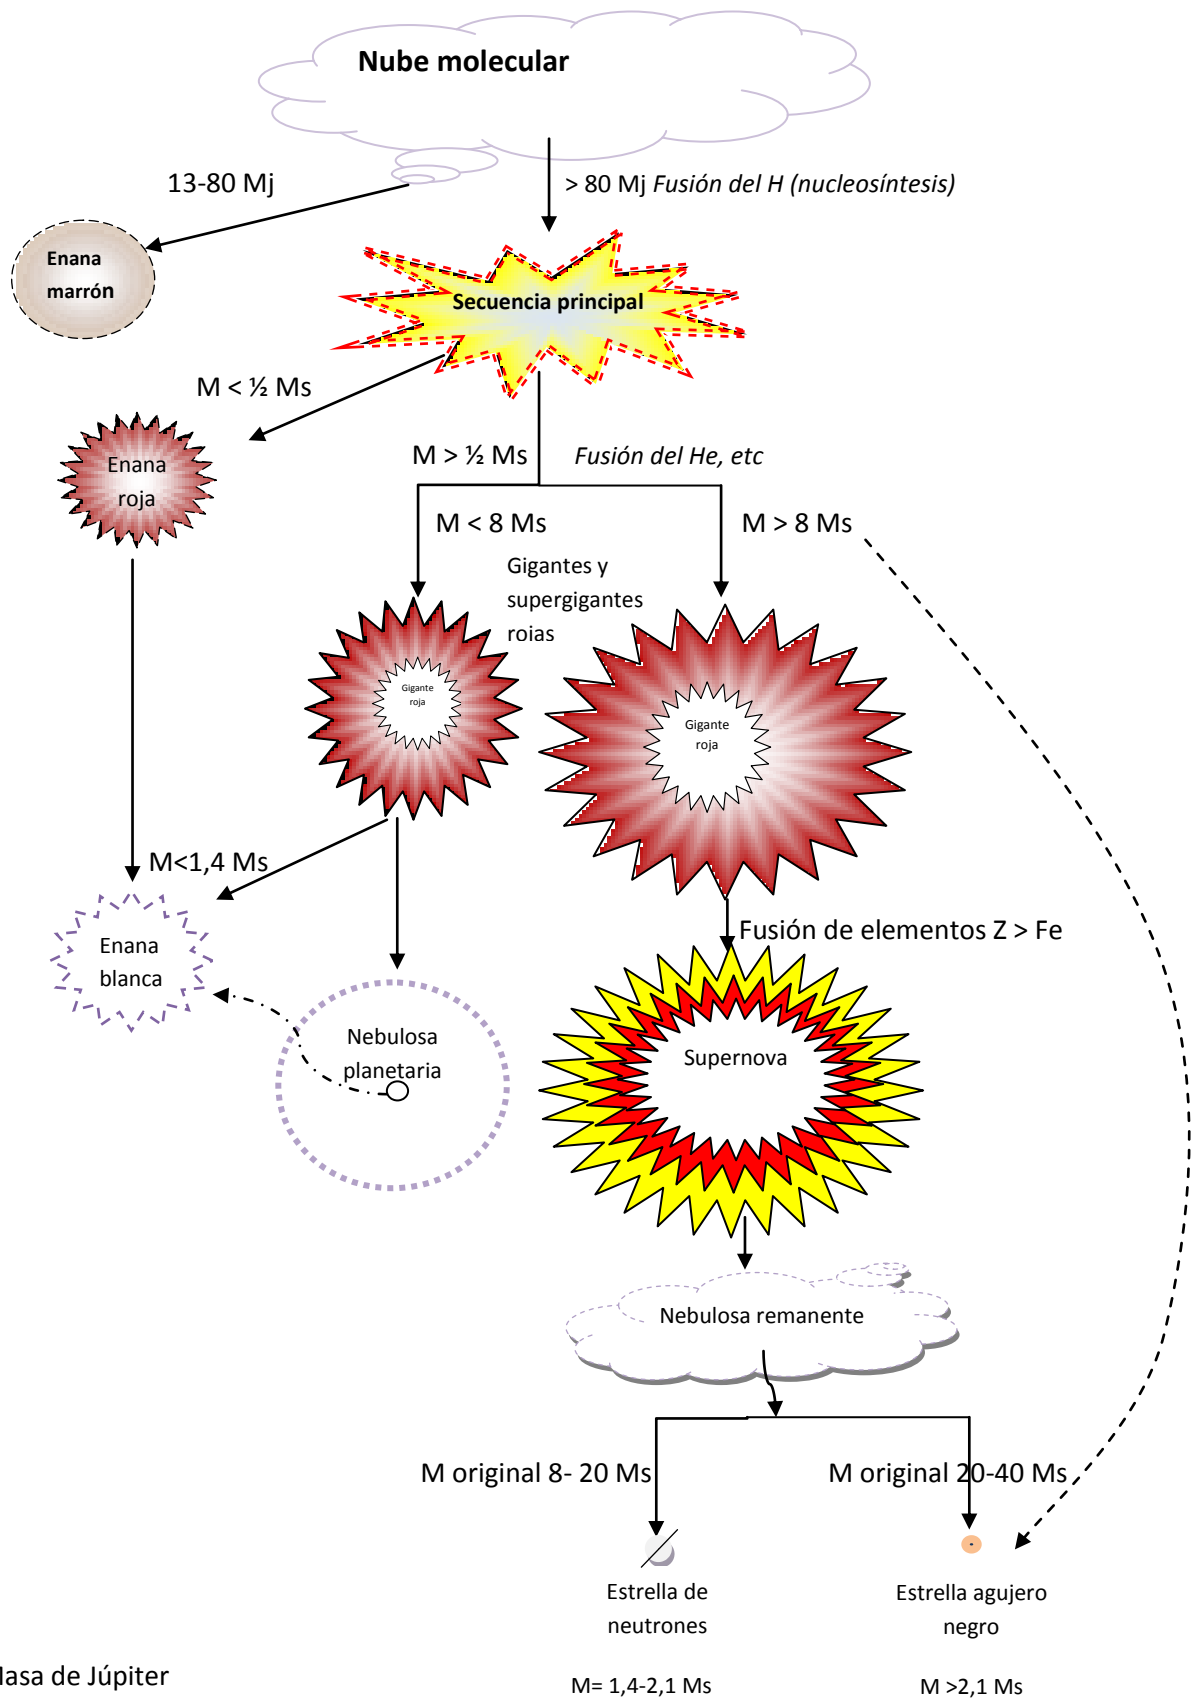 Nube molecular
13-80 Mj
> 80 Mj Fusión del H (nucleosíntesis)
Enana
marrón
Secuencia principal
M < ½ Ms
M > ½ Ms
Fusión del He, etc
Enana
roja
M < 8 Ms
M > 8 Ms
Gigantes y
supergigantes
roias
Gigante
roja
Gigante
roja
M<1,4 Ms
Fusión de elementos Z > Fe
Enana
blanca
Nebulosa
planetaria
Supernova
Nebulosa remanente
M original 8- 20 Ms
M original 20-40 Ms
Estrella de
neutrones
Estrella agujero
negro
de Júpiter
M= 1,4-2,1 Ms
M >2,1 Ms